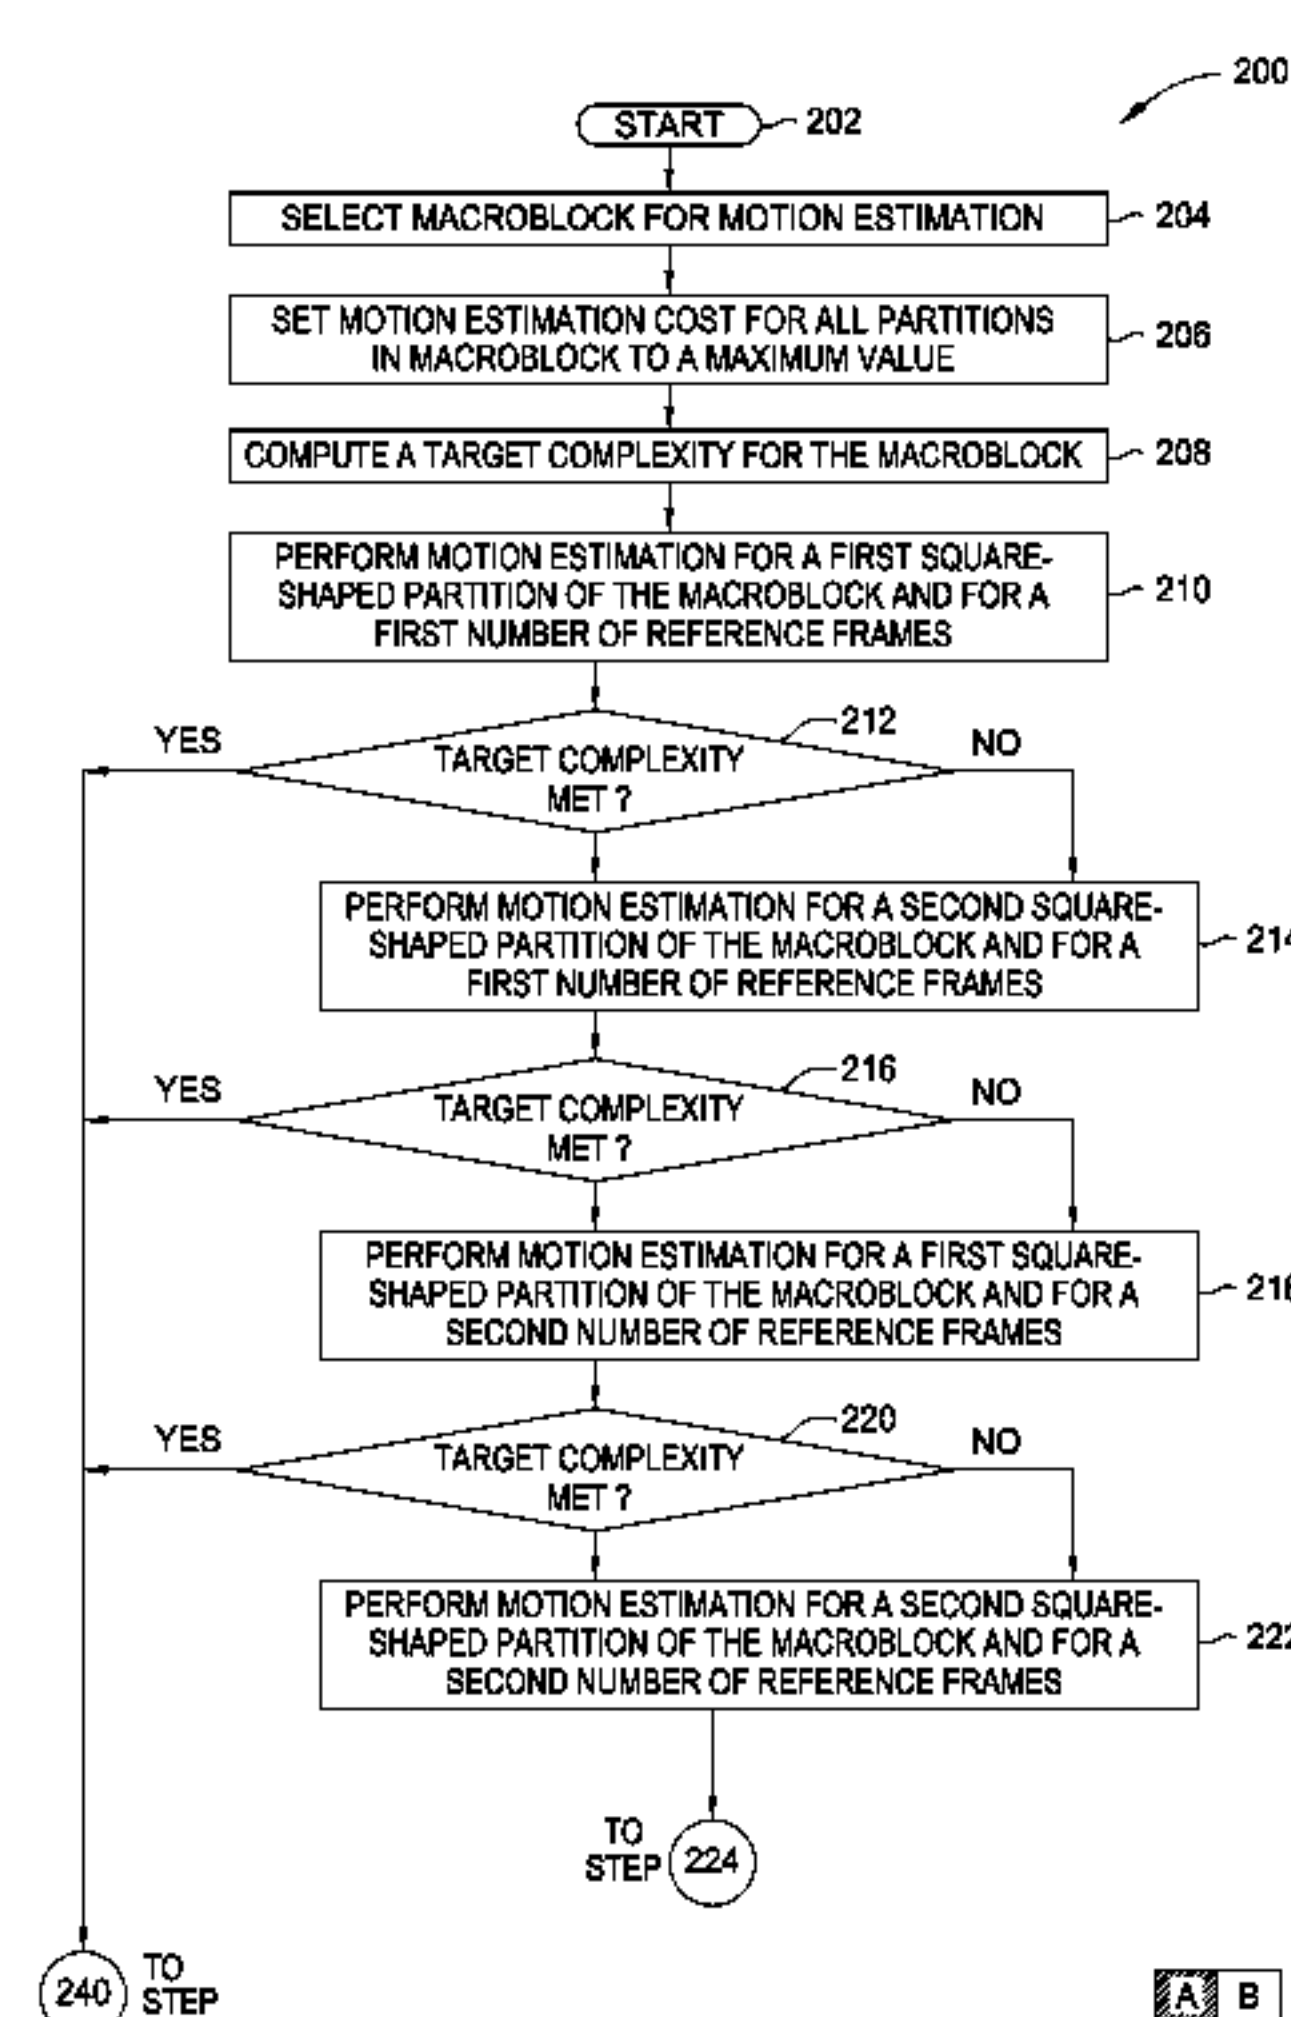 200
START 202
SELECT MACROBLOCK FOR MOTION ESTIMATION 204
SET MOTION ESTIMATION COST FOR ALL PARTITIONS
IN MACROBLOCK TO A MAXIMUM VALUE
206
COMPUTE A TARGET COMPLEXITY FOR THE MACROBLOCK 208
PERFORM MOTION ESTIMATION FOR A FIRST SQUARE-
SHAPED PARTITION OF THE MACROBLOCK AND FOR A
FIRST NUMBER OF REFERENCE FRAMES
210
212
YES
NO
TARGET COMPLEXITY
MET ?
PERFORM MOTION ESTIMATION FOR A SECOND SQUARE-
SHAPED PARTITION OF THE MACROBLOCK AND FOR A
FIRST NUMBER OF REFERENCE FRAMES
214
216
YES
NO
TARGET COMPLEXITY
MET ?
PERFORM MOTION ESTIMATION FOR A FIRST SQUARE-
SHAPED PARTITION OF THE MACROBLOCK AND FOR A
SECOND NUMBER OF REFERENCE FRAMES
220
YES
NO
TARGET COMPLEXITY
MET ?
PERFORM MOTION ESTIMATION FOR A SECOND SQUARE-
SHAPED PARTITION OF THE MACROBLOCK AND FOR A
SECOND NUMBER OF REFERENCE FRAMES
222
TO
STEP 224
240 TO
STEP
A B